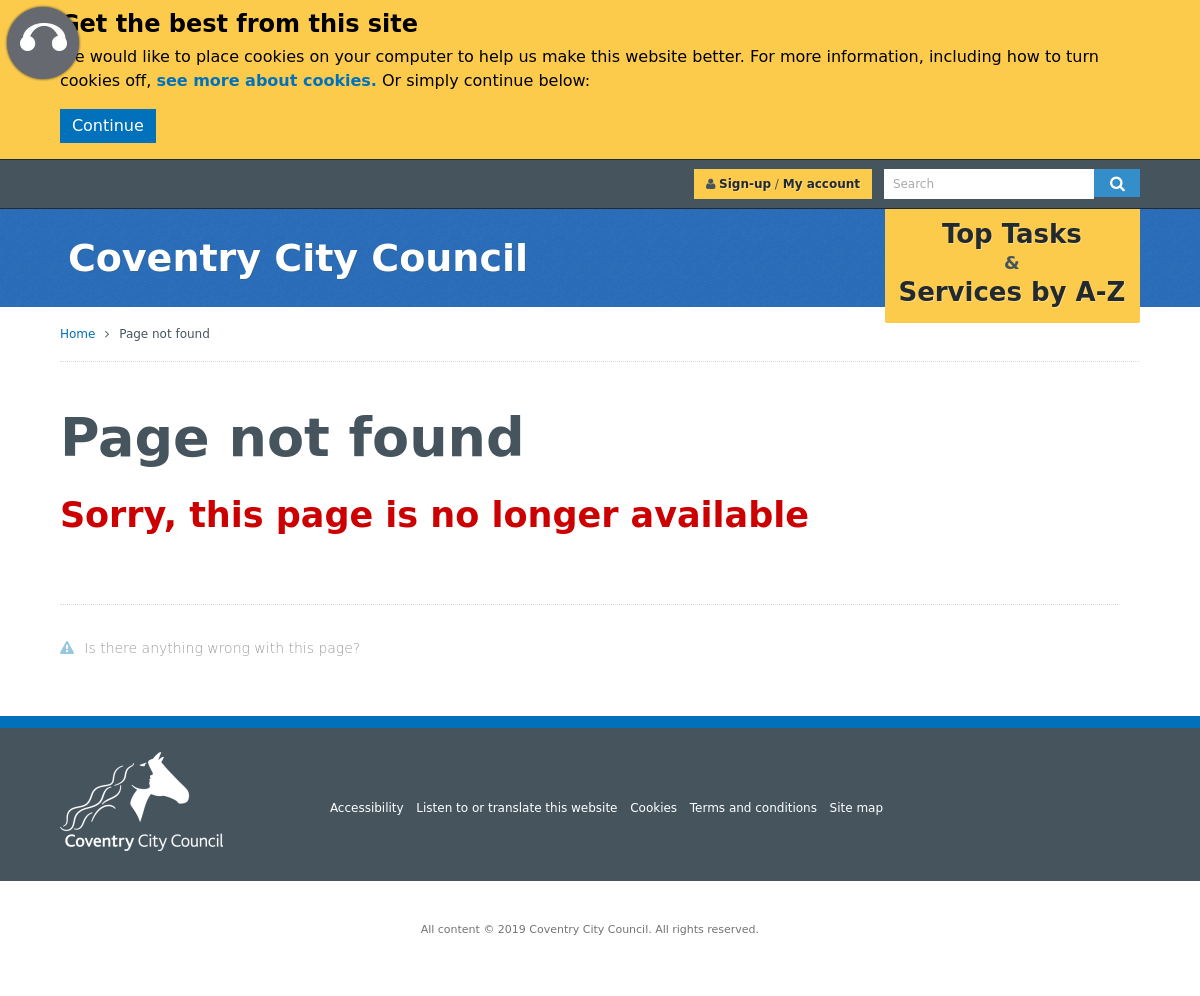 Get the best from this site
We would like to place cookies on your computer to help us make this website better. For more information, including how to turn
cookies off, see more about cookies. Or simply continue below:
Continue
Sign-up / My account
Search
Coventry City Council
Top Tasks
&
Services by A-Z
Home > Page not found
Page not found
Sorry, this page is no longer available
Is there anything wrong with this page?
Coventry City Council
Accessibility Listen to or translate this website Cookies Terms and conditions Site map
All content © 2019 Coventry City Council. All rights reserved.